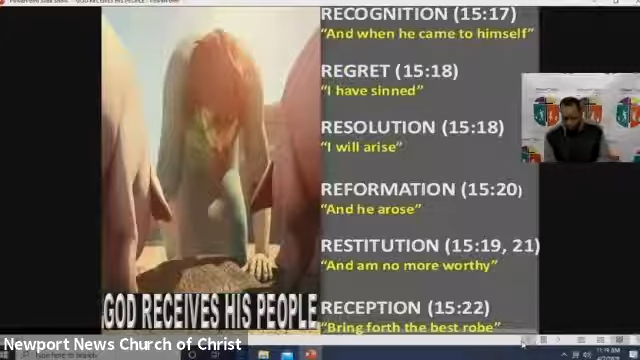 RECOGNITION (15:17)
“And when he came to himself”
REGRET (15:18)
“I have sinned”
RESOLUTION (15:18)
“I will arise”
REFORMATION (15:20)
“And he arose”
RESTITUTION (15:19, 21)
“And am no more worthy”
RECEPTION (15:22)
“Bring forth the best robe”
GOD RECEIVES HIS PEOPLE
Newport News Church of Christ